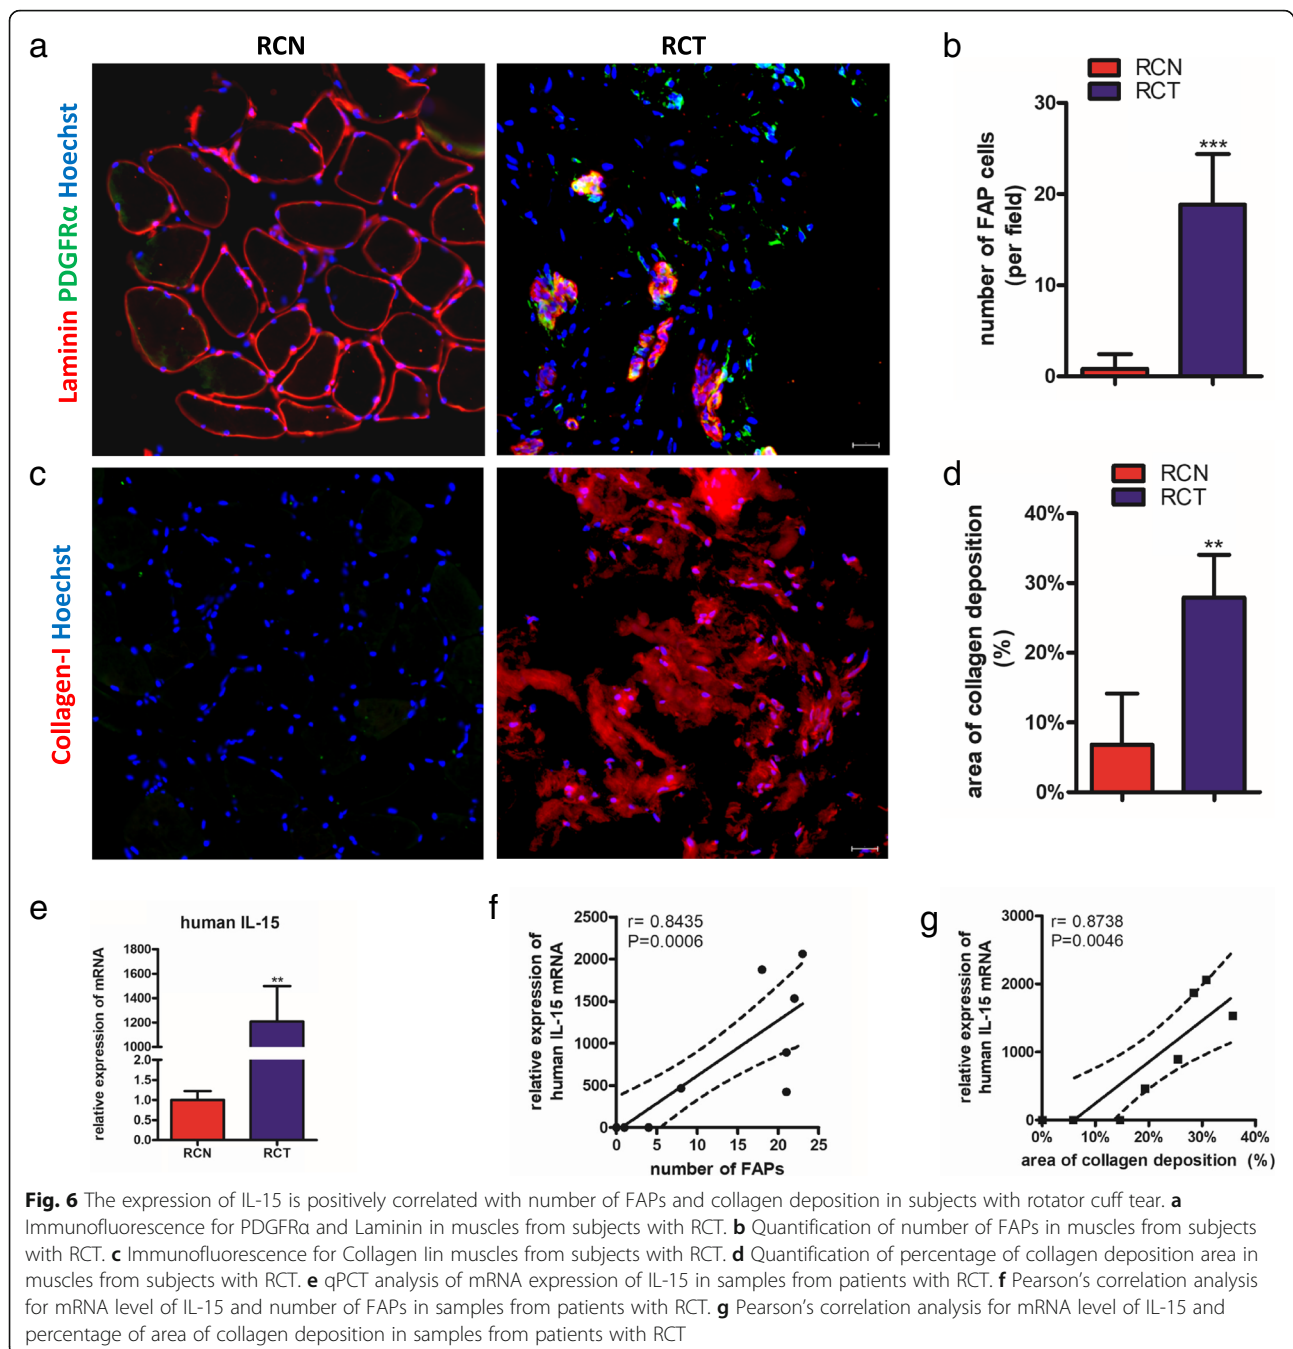 a
RCN
RCT
Laminin PDGFRα Hoechst
b
RCN
RCT
30
20
10
0
***
number of FAP cells
(per field)
c
Collagen-I Hoechst
d
RCN
RCT
40%
30%
20%
10%
0%
**
area of collagen deposition
(%)
e
human IL-15
relative expression of mRNA
1800
1600
1400
1200
1000
2.0
1.5
1.0
0.5
0.0
**
RCN
RCT
f
r= 0.8435
P=0.0006
relative expression of
human IL-15 mRNA
2500
2000
1500
1000
500
0
0 5 10 15 20 25
number of FAPs
g
r= 0.8738
P=0.0046
relative expression of
human IL-15 mRNA
3000
2000
1000
0
0% 10% 20% 30% 40%
area of collagen deposition (%)
Fig. 6 The expression of IL-15 is positively correlated with number of FAPs and collagen deposition in subjects with rotator cuff tear. a
Immunofluorescence for PDGFRα and Laminin in muscles from subjects with RCT. b Quantification of number of FAPs in muscles from subjects
with RCT. c Immunofluorescence for Collagen Iin muscles from subjects with RCT. d Quantification of percentage of collagen deposition area in
muscles from subjects with RCT. e qPCT analysis of mRNA expression of IL-15 in samples from patients with RCT. f Pearson's correlation analysis
for mRNA level of IL-15 and number of FAPs in samples from patients with RCT. g Pearson's correlation analysis for mRNA level of IL-15 and
percentage of area of collagen deposition in samples from patients with RCT